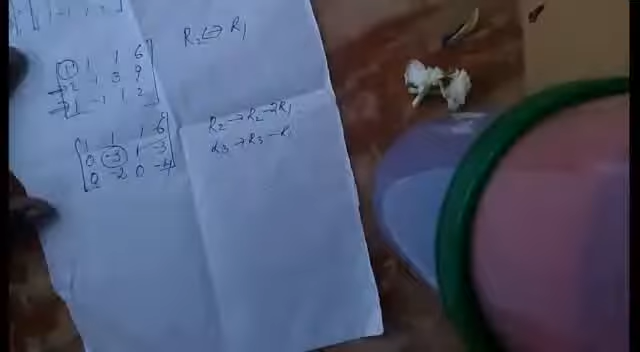 R2 ↔ R1
1 1 1 6
2 -1 3 9
1 -1 1 2
R2 → R2 - 2R1
R3 → R3 - R1
1 1 1 6
0 -3 1 -3
0 -2 0 -4